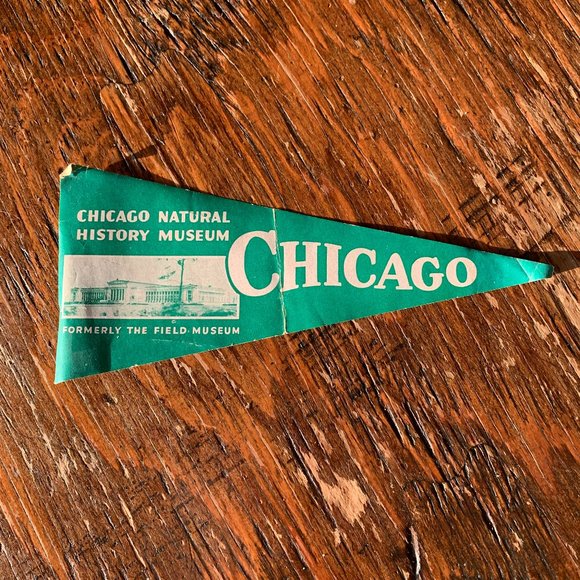 CHICAGO NATURAL
HISTORY MUSEUM
CHICAGO
FORMERLY THE FIELD MUSEUM